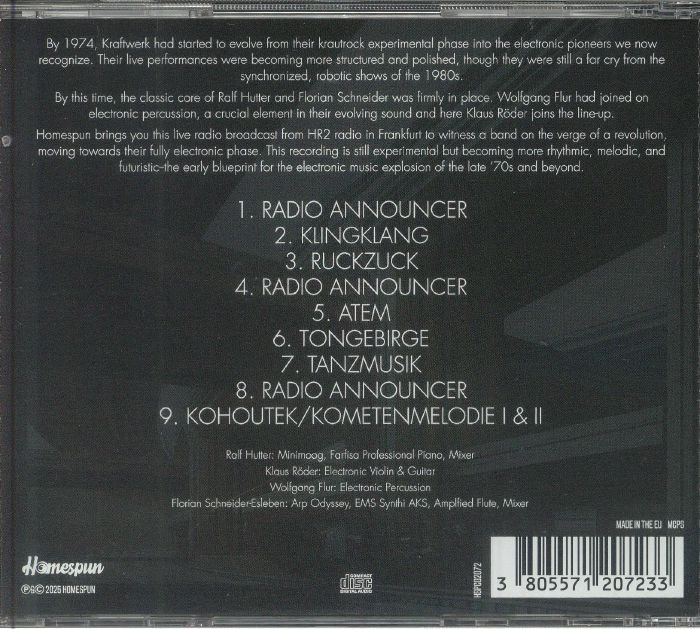 By 1974, Kraftwerk had started to evolve from their krautrock experimental phase into the electronic pioneers we now
recognize. Their live performances were becoming more structured and polished, though they were still a far cry from the
synchronized, robotic shows of the 1980s.
By this time, the classic core of Ralf Hutter and Florian Schneider was firmly in place. Wolfgang Flur had joined on
electronic percussion, a crucial element in their evolving sound and here Klaus Röder joins the line-up.
Homespun brings you this live radio broadcast from HR2 radio in Frankfurt to witness a band on the verge of a revolution,
moving towards their fully electronic phase. This recording is still experimental but becoming more rhythmic, melodic, and
futuristic–the early blueprint for the electronic music explosion of the late '70s and beyond.
1. RADIO ANNOUNCER
2. KLINGKLANG
3. RUCKZUCK
4. RADIO ANNOUNCER
5. ATEM
6. TONGEBIRGE
7. TANZMUSIK
8. RADIO ANNOUNCER
9. KOHOUTEK/KOMETENMELODIE I & II
Ralf Hutter: Minimoog, Farfisa Professional Piano, Mixer
Klaus Röder: Electronic Violin & Guitar
Wolfgang Flur: Electronic Percussion
Florian Schneider-Esleben: Arp Odyssey, EMS Synthi AKS, Amplfied Flute, Mixer
MADE IN THE EU MCPS
Homespun
℗© 2025 HOMESPUN
COMPACT
disc
DIGITAL AUDIO
HSPCD2072
3 805571 207233